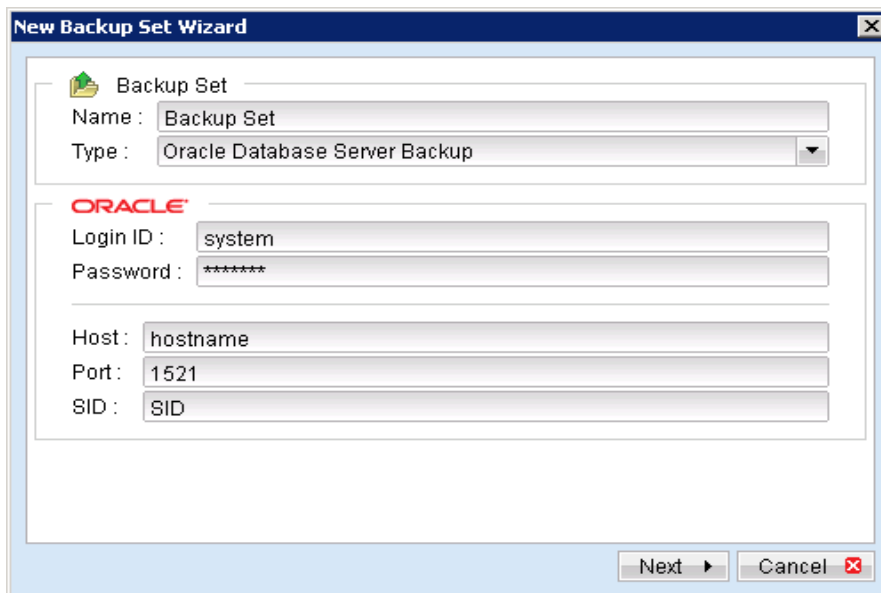 New Backup Set Wizard
Backup Set
Name : Backup Set
Type : Oracle Database Server Backup
ORACLE
Login ID : system
Password : *******
Host : hostname
Port : 1521
SID : SID
Next Cancel